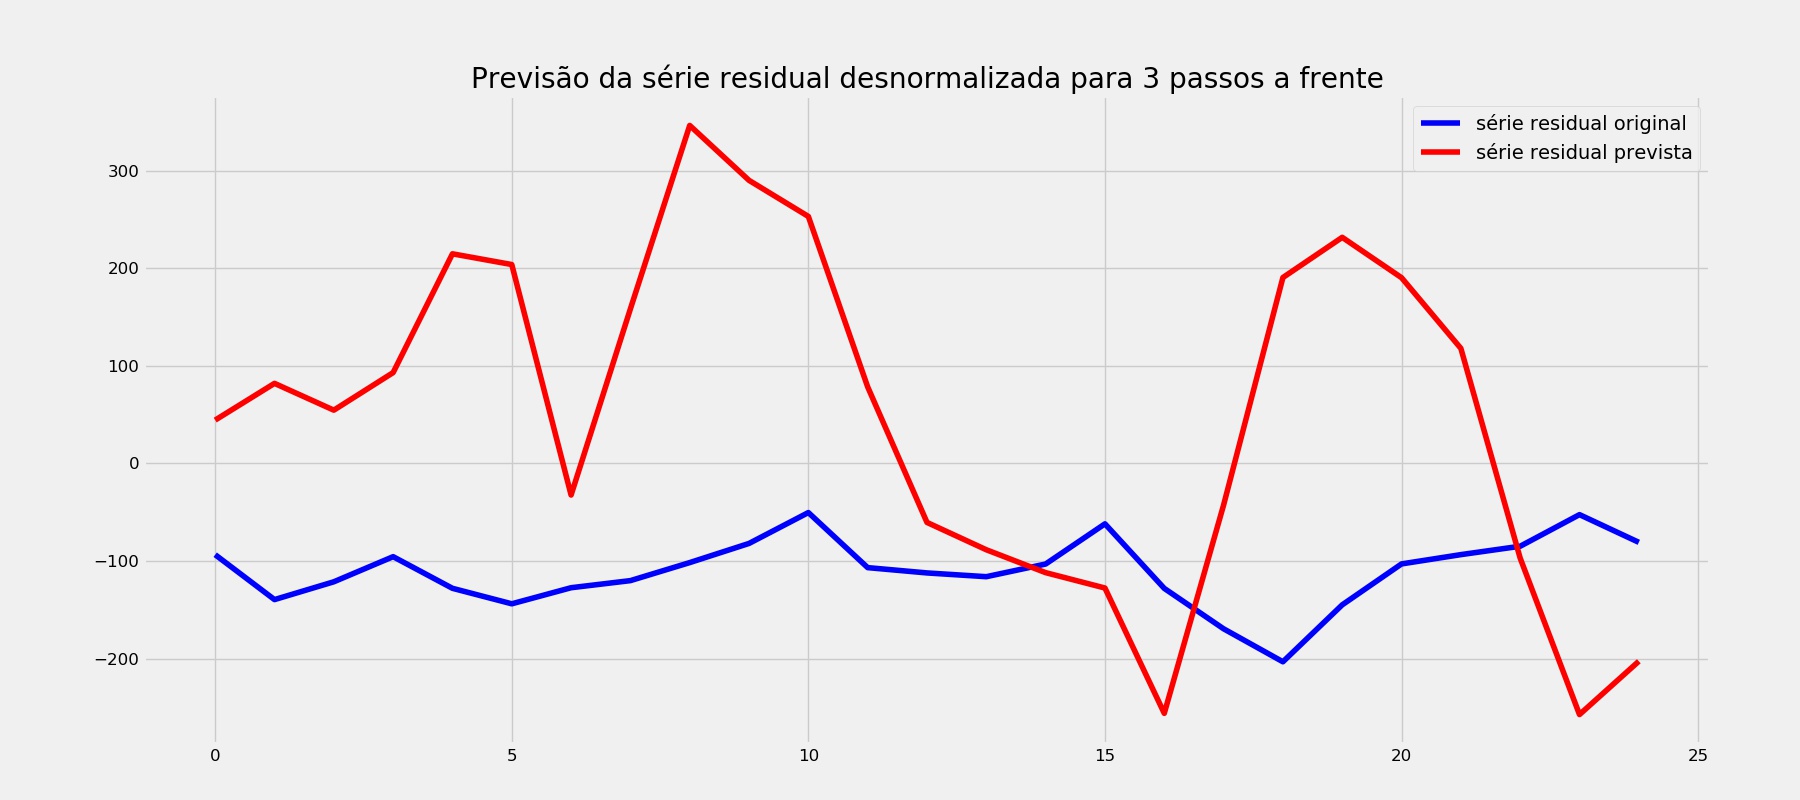 Previsão da série residual desnormalizada para 3 passos a frente
série residual original
série residual prevista
300
200
100
0
−100
−200
0 5 10 15 20 25